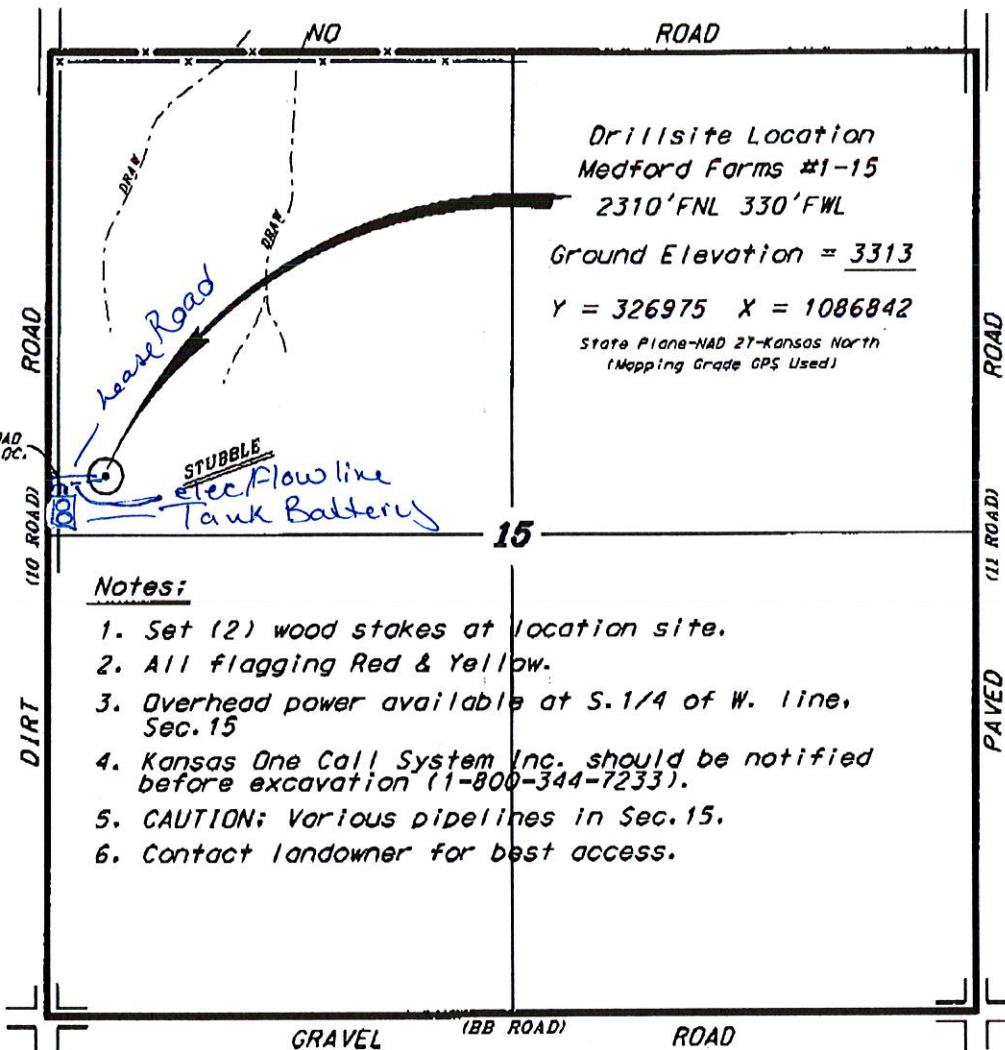 NO ROAD
Drillsite Location
Medford Farms #1-15
2310'FNL 330'FWL
Ground Elevation = 3313
Y = 326975 X = 1086842
State Plane-NAD 27-Kansas North
(Mapping Grade GPS Used)
DRAW
DRAW
Lease Road
ROAD
ROAD
STUBBLE
elec/Flow line
Tank Battery
15
(10 ROAD)
(11 ROAD)
Notes:
1. Set (2) wood stakes at location site.
2. All flagging Red & Yellow.
3. Overhead power available at S. 1/4 of W. line,
Sec. 15
4. Kansas One Call System Inc. should be notified
before excavation (1-800-344-7233).
5. CAUTION: Various pipelines in Sec. 15.
6. Contact landowner for best access.
DIRT
PAVED
GRAVEL (BB ROAD) ROAD